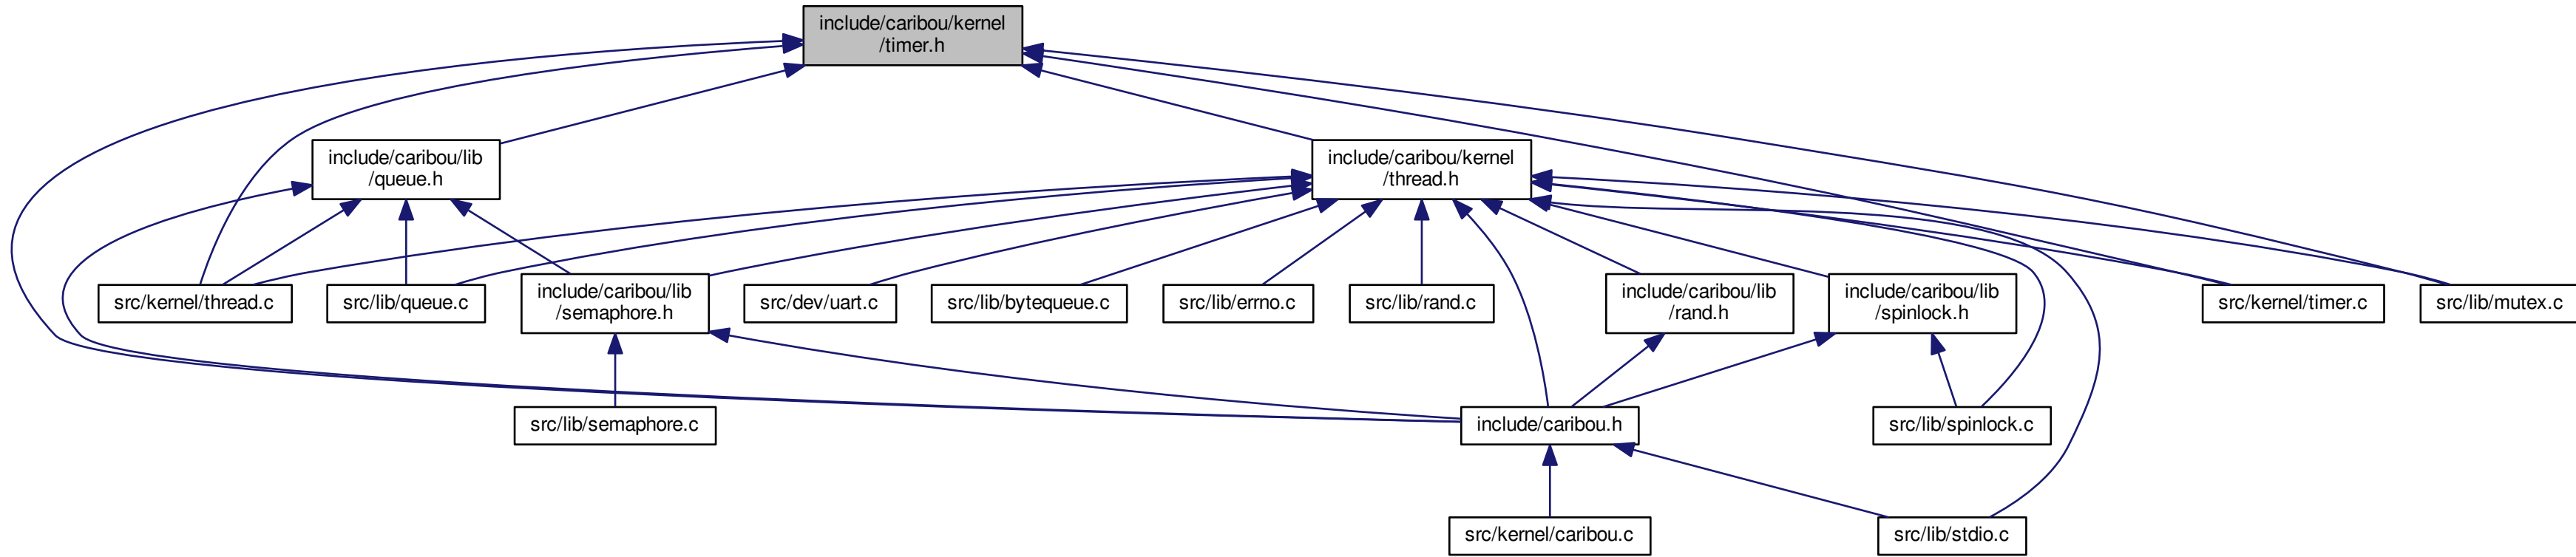 include/caribou/kernel
/timer.h
include/caribou/lib
/queue.h
include/caribou/kernel
/thread.h
src/kernel/thread.c
src/lib/queue.c
include/caribou/lib
/semaphore.h
src/dev/uart.c
src/lib/bytequeue.c
src/lib/errno.c
src/lib/rand.c
include/caribou/lib
/rand.h
include/caribou/lib
/spinlock.h
src/kernel/timer.c
src/lib/mutex.c
src/lib/semaphore.c
include/caribou.h
src/lib/spinlock.c
src/kernel/caribou.c
src/lib/stdio.c